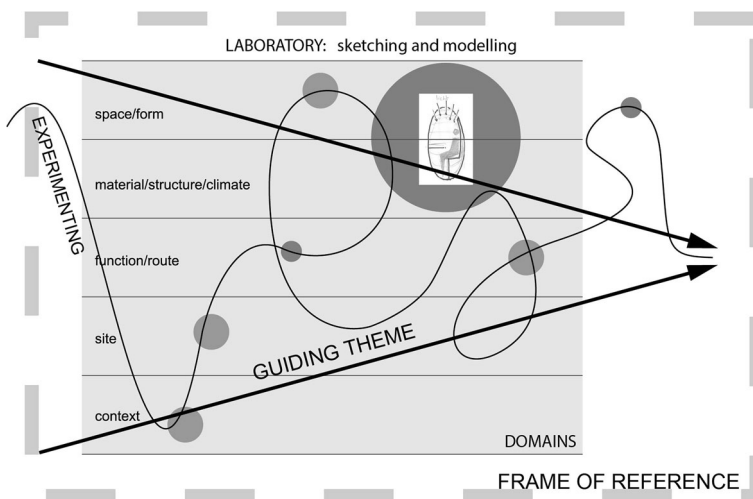 LABORATORY: sketching and modelling
space/form
EXPERIMENTING
material/structure/climate
function/route
site
GUIDING THEME
context
DOMAINS
FRAME OF REFERENCE